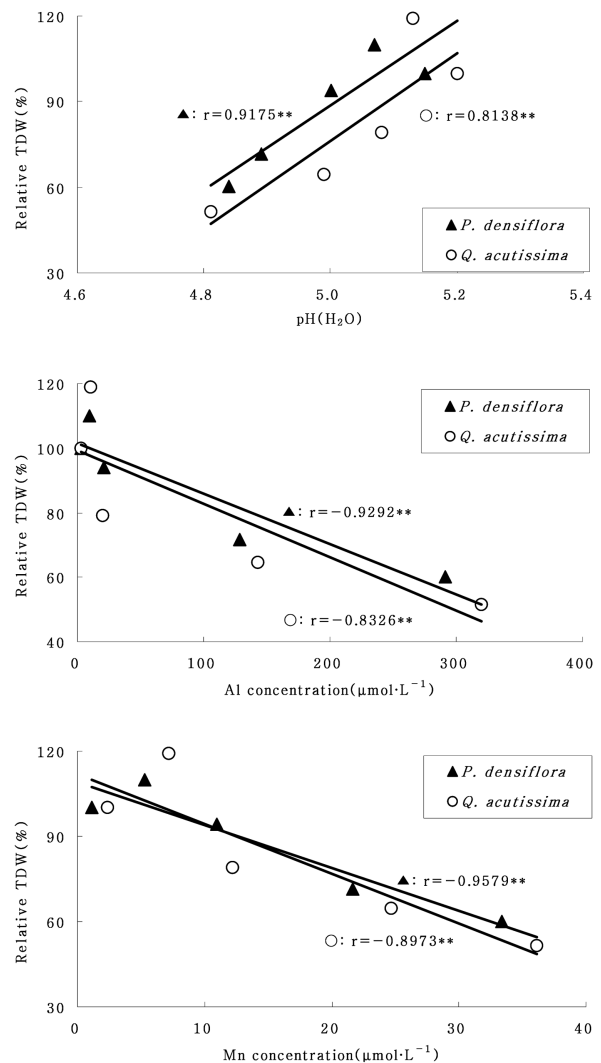 120
▲: r=0.9175**
○: r=0.8138**
90
Relative TDW(%)
60
▲ P. densiflora
○ Q. acutissima
30
4.6 4.8 5.0 5.2 5.4
pH(H₂O)
120
▲ P. densiflora
○ Q. acutissima
100
Relative TDW(%)
80
▲: r=−0.9292**
60
○: r=−0.8326**
40
0 100 200 300 400
Al concentration(μmol·L⁻¹)
120
▲ P. densiflora
○ Q. acutissima
90
Relative TDW(%)
▲: r=−0.9579**
60
○: r=−0.8973**
30
0 10 20 30 40
Mn concentration(μmol·L⁻¹)